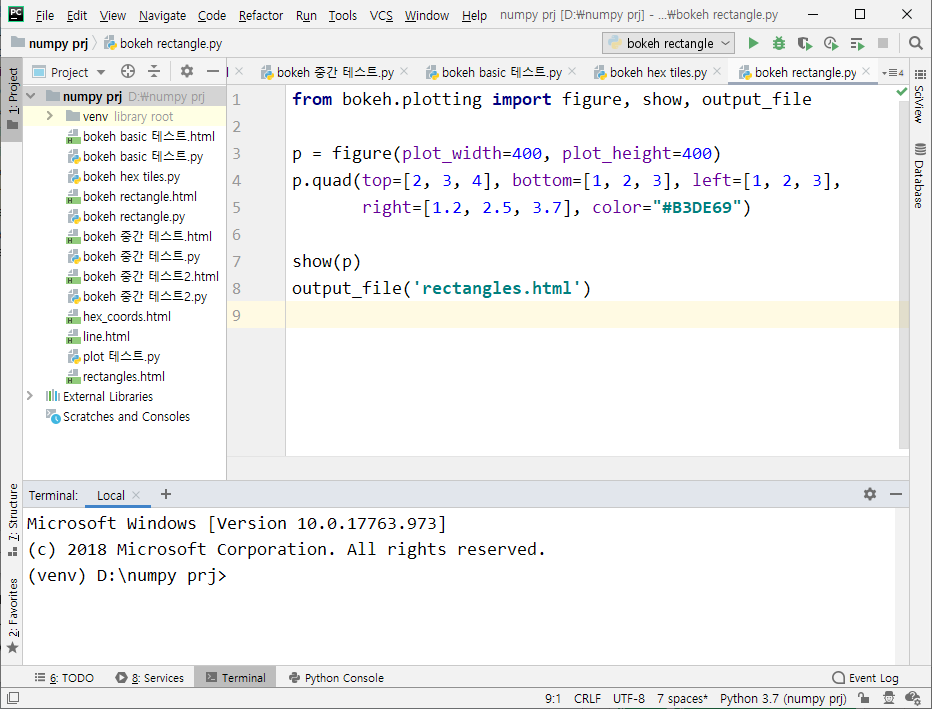 PC File Edit View Navigate Code Refactor Run Tools VCS Window Help numpy prj [D:₩numpy prj] - ...₩bokeh rectangle.py
numpy prj bokeh rectangle.py bokeh rectangle
Project bokeh 중간 테스트.py bokeh basic 테스트.py bokeh hex tiles.py bokeh rectangle.py 4
1: Project
numpy prj D:₩numpy prj
venv library root
bokeh basic 테스트.html
bokeh basic 테스트.py
bokeh hex tiles.py
bokeh rectangle.html
bokeh rectangle.py
bokeh 중간 테스트.html
bokeh 중간 테스트.py
bokeh 중간 테스트2.html
bokeh 중간 테스트2.py
hex_coords.html
line.html
plot 테스트.py
rectangles.html
External Libraries
Scratches and Consoles
1 from bokeh.plotting import figure, show, output_file
2
3 p = figure(plot_width=400, plot_height=400)
4 p.quad(top=[2, 3, 4], bottom=[1, 2, 3], left=[1, 2, 3],
5 right=[1.2, 2.5, 3.7], color="#B3DE69")
6
7 show(p)
8 output_file('rectangles.html')
9
SciView
Database
Z: Structure
2: Favorites
Terminal: Local +
Microsoft Windows [Version 10.0.17763.973]
(c) 2018 Microsoft Corporation. All rights reserved.
(venv) D:\numpy prj>
6: TODO 8: Services Terminal Python Console Event Log
9:1 CRLF UTF-8 7 spaces* Python 3.7 (numpy prj)